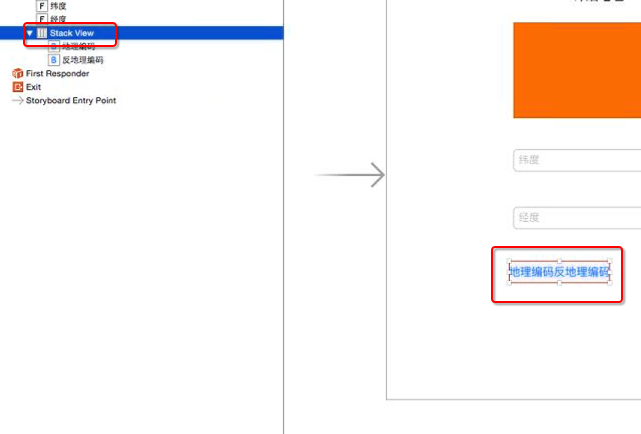 F 纬度
F 经度
Stack View
B 地理编码
B 反地理编码
First Responder
Exit
Storyboard Entry Point
纬度
经度
地理编码反地理编码